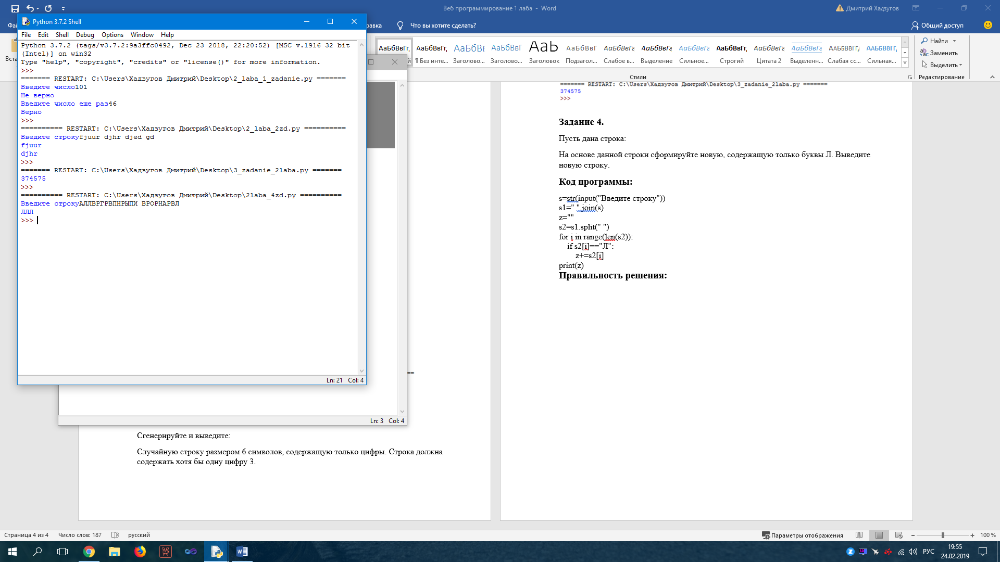 Веб программирование 1 лаба - Word
Дмитрий Хадзугов
Фай
равка
Что вы хотите сделать?
Общий доступ
Python 3.7.2 Shell
File Edit Shell Debug Options Window Help
Python 3.7.2 (tags/v3.7.2:9a3ffc0492, Dec 23 2018, 22:20:52) [MSC v.1916 32 bit
(Intel)] on win32
Type "help", "copyright", "credits" or "license()" for more information.
>>>
======= RESTART: C:\Users\Хадзугов Дмитрий\Desktop\2_laba_1_zadanie.py =======
Введите число101
Не верно
Введите число еще раз46
Верно
>>>
========== RESTART: C:\Users\Хадзугов Дмитрий\Desktop\2_laba_2zd.py ==========
Введите строкуfjuur djhr djed gd
fjuur
djhr
>>>
======= RESTART: C:\Users\Хадзугов Дмитрий\Desktop\3_zadanie_2laba.py =======
374575
>>>
========== RESTART: C:\Users\Хадзугов Дмитрий\Desktop\2laba_4zd.py ==========
Введите строкуАЛЛВРГРВПНРЫПИ ВРОРНАРВЛ
ЛЛЛ
>>>
Ln: 21 Col: 4
Ln: 3 Col: 4
Вста
АаБбВвГг, АаБбВвГг, АаБбВв АаБбВвГ АаЬ АаБбВвГ АаБбВвГг АаБбВвГг АаБбВвГг АаБбВвГг, АаБбВвГг АаБбВвГг АаБбВвГг, АаБбВвГг,
й ¶ Без инте... Заголово... Заголово... Заголовок Подзагол... Слабое в... Выделение Сильное... Строгий Цитата 2 Выделенн... Слабая сс... Сильная...
Стили
Найти
Заменить
Выделить
Редактирование
==
Сгенерируйте и выведите:
Случайную строку размером 6 символов, содержащую только цифры. Строка должна
содержать хотя бы одну цифру 3.
======= RESTART: C:\Users\Хадзугов Дмитрий\Desktop\3_zadanie_2laba.py =======
374575
>>>
Задание 4.
Пусть дана строка:
На основе данной строки сформируйте новую, содержащую только буквы Л. Выведите
новую строку.
Код программы:
s=str(input("Введите строку"))
s1=" ".join(s)
z=""
s2=s1.split(" ")
for i in range(len(s2)):
if s2[i]=="Л":
z+=s2[i]
print(z)
Правильность решения:
Страница 4 из 4 Число слов: 187 русский
Параметры отображения
100 %
РУС
19:55
24.02.2019